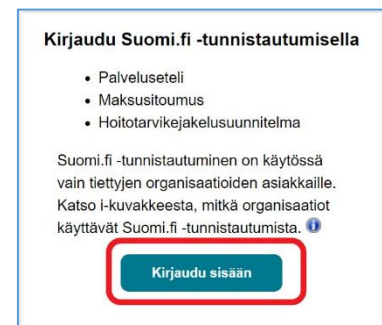 Kirjaudu Suomi.fi -tunnistautumisella
• Palveluseteli
• Maksusitoumus
• Hoitotarvikejakelusuunnitelma
Suomi.fi -tunnistautuminen on käytössä
vain tiettyjen organisaatioiden asiakkaille.
Katso i-kuvakkeesta, mitkä organisaatiot
käyttävät Suomi.fi -tunnistautumista. i
Kirjaudu sisään